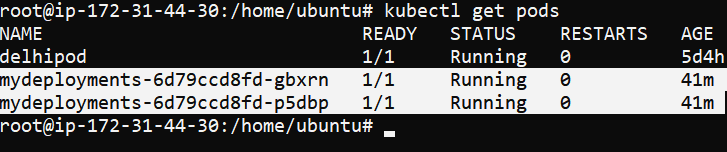 root@ip-172-31-44-30:/home/ubuntu# kubectl get pods
NAME READY STATUS RESTARTS AGE
delhipod 1/1 Running 0 5d4h
mydeployments-6d79ccd8fd-gbxrn 1/1 Running 0 41m
mydeployments-6d79ccd8fd-p5dbp 1/1 Running 0 41m
root@ip-172-31-44-30:/home/ubuntu#